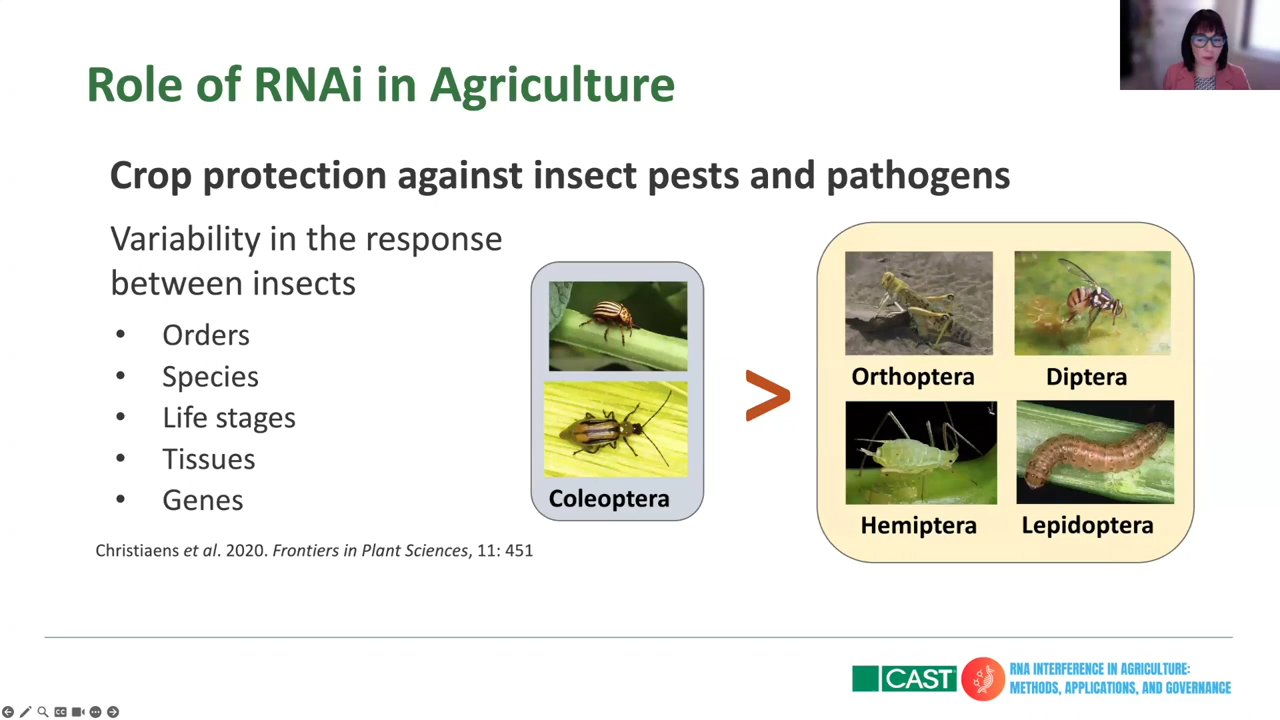 Role of RNAi in Agriculture
Crop protection against insect pests and pathogens
Variability in the response
between insects
• Orders
• Species
• Life stages
• Tissues
• Genes
Coleoptera
>
Orthoptera
Diptera
Hemiptera
Lepidoptera
Christiaens et al. 2020. Frontiers in Plant Sciences, 11: 451
CAST
RNA INTERFERENCE IN AGRICULTURE:
METHODS, APPLICATIONS, AND GOVERNANCE
CC